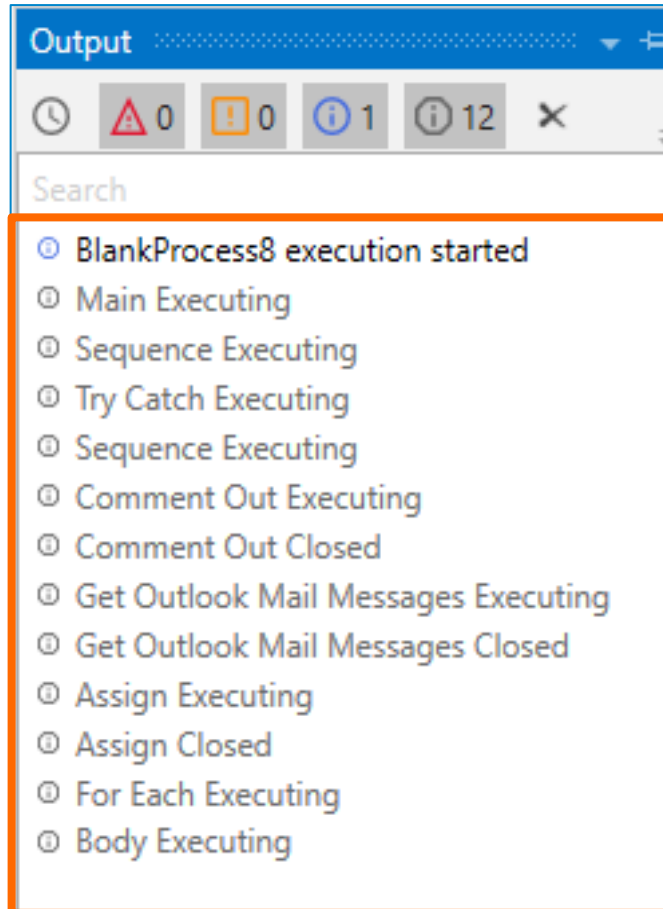 Output
0 0 1 12
Search
BlankProcess8 execution started
Main Executing
Sequence Executing
Try Catch Executing
Sequence Executing
Comment Out Executing
Comment Out Closed
Get Outlook Mail Messages Executing
Get Outlook Mail Messages Closed
Assign Executing
Assign Closed
For Each Executing
Body Executing